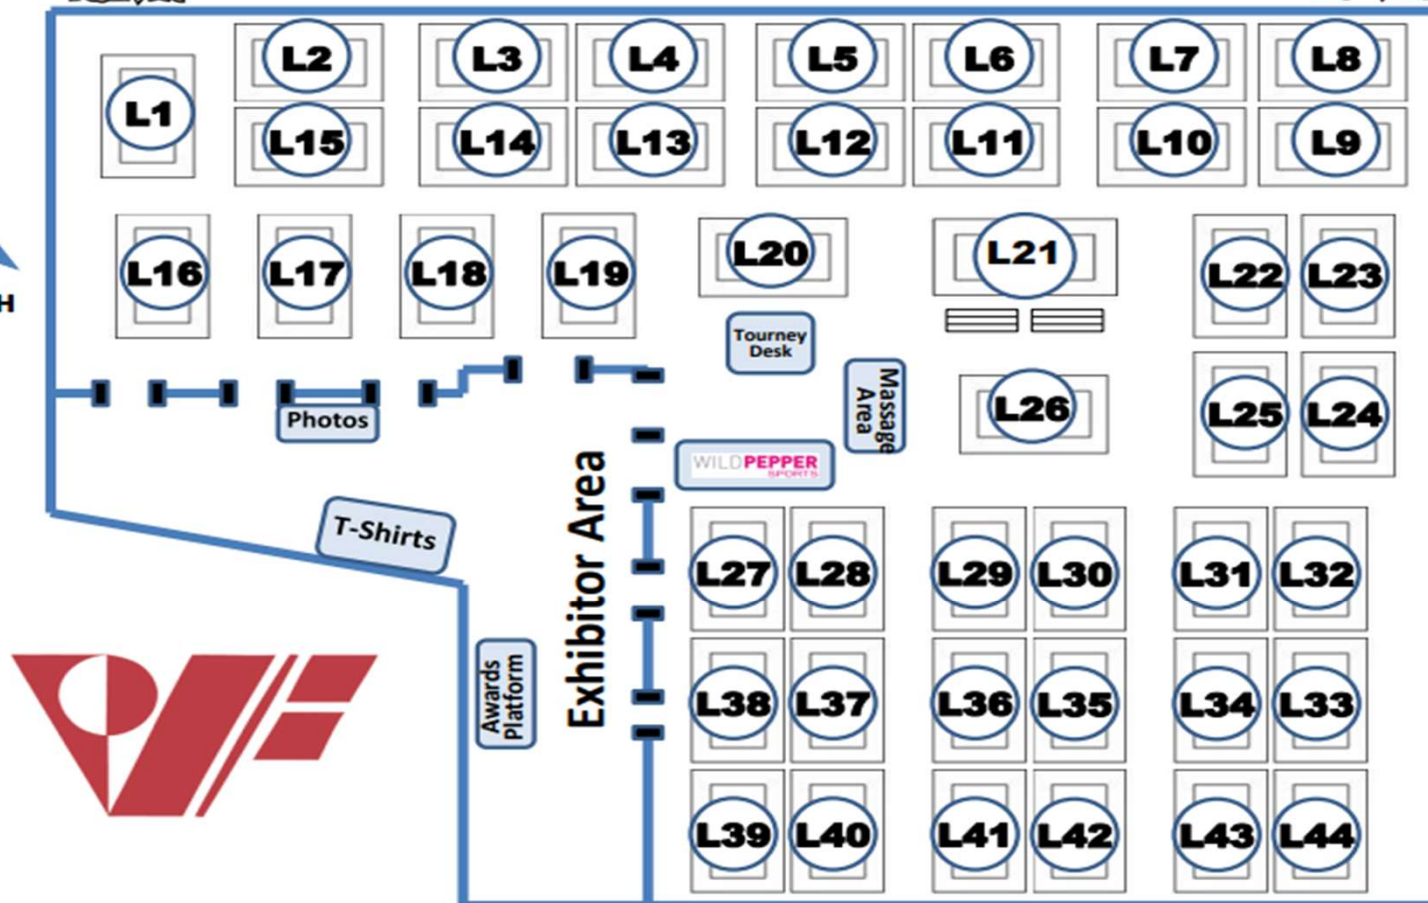 L2 L3 L4 L5 L6 L7 L8
L1
L15 L14 L13 L12 L11 L10 L9
L20 L21
L16 L17 L18 L19 L22 L23
H
Tourney
Desk
Massage
Area
L26 L25 L24
Photos
WILDPEPPER
SPORTS
Exhibitor Area
T-Shirts
L27 L28 L29 L30 L31 L32
Awards
Platform
L38 L37 L36 L35 L34 L33
L39 L40 L41 L42 L43 L44